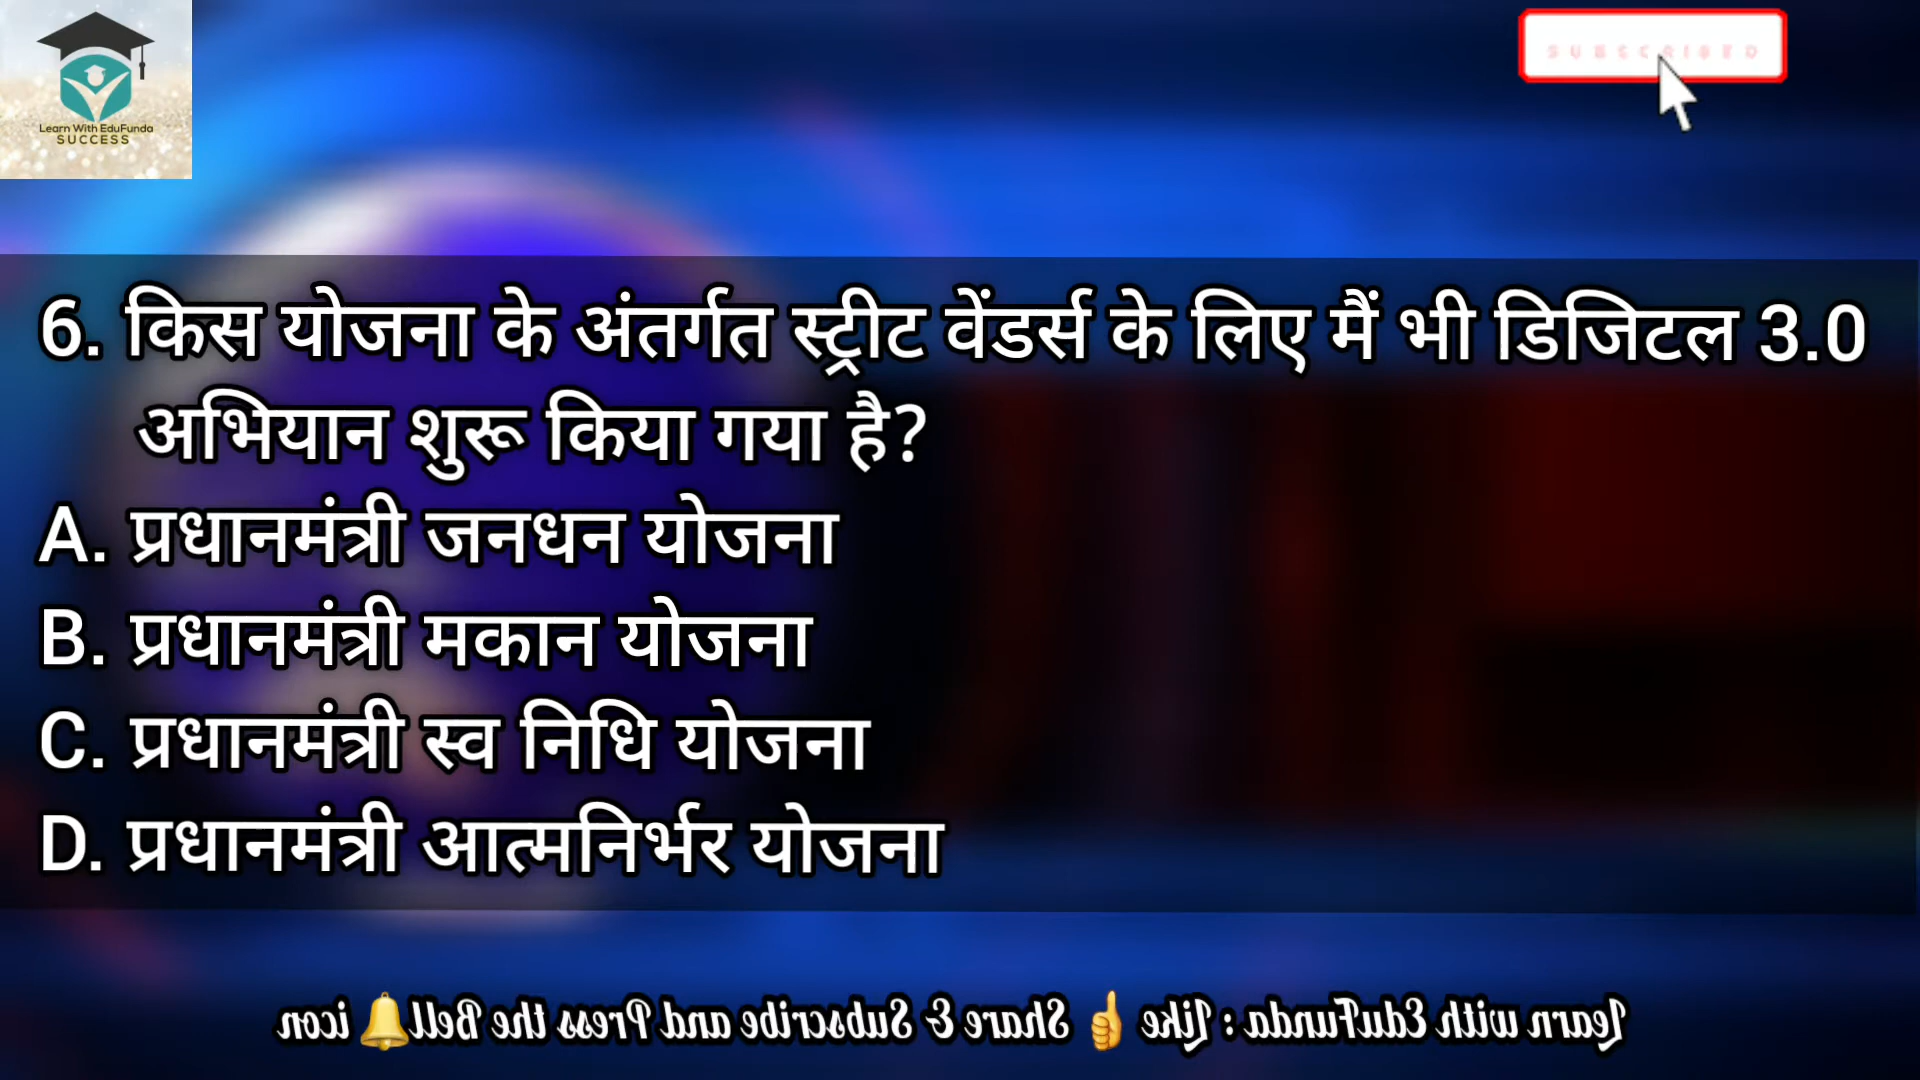 Learn With EduFunda
SUCCESS
SUBSCRIBED
6. किस योजना के अंतर्गत स्ट्रीट वेंडर्स के लिए मैं भी डिजिटल 3.0
अभियान शुरू किया गया है?
A. प्रधानमंत्री जनधन योजना
B. प्रधानमंत्री मकान योजना
C. प्रधानमंत्री स्व निधि योजना
D. प्रधानमंत्री आत्मनिर्भर योजना
Learn with EduFunda : Like 👍 Share & Subscribe and Press the Bell🔔 icon